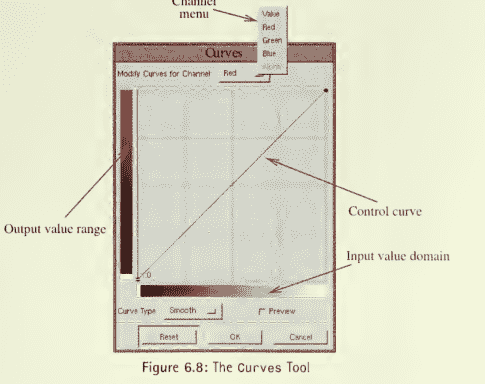 Channel
menu
Value
Red
Green
Blue
Alpha
Curves
Modify Curves for Channel: Red
Output value range
Control curve
Input value domain
Curve Type: Smooth
Preview
Reset
OK
Cancel
Figure 6.8: The Curves Tool